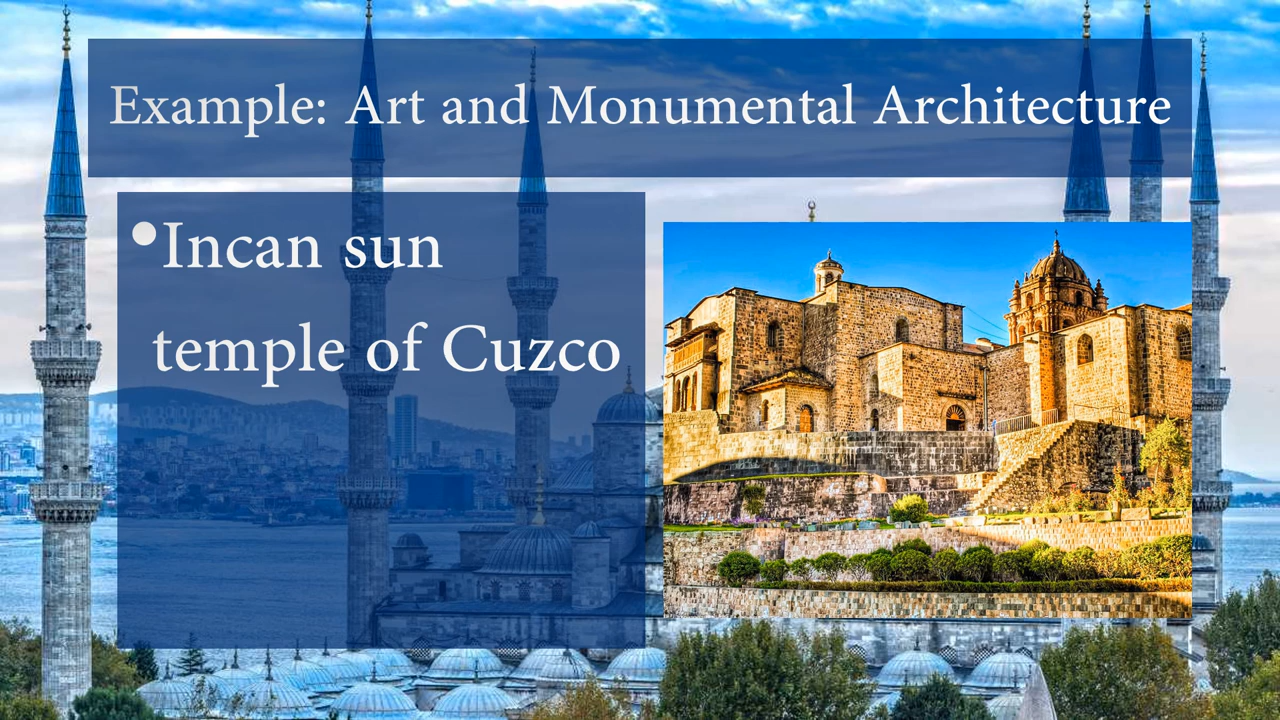 Example: Art and Monumental Architecture
•Incan sun
temple of Cuzco